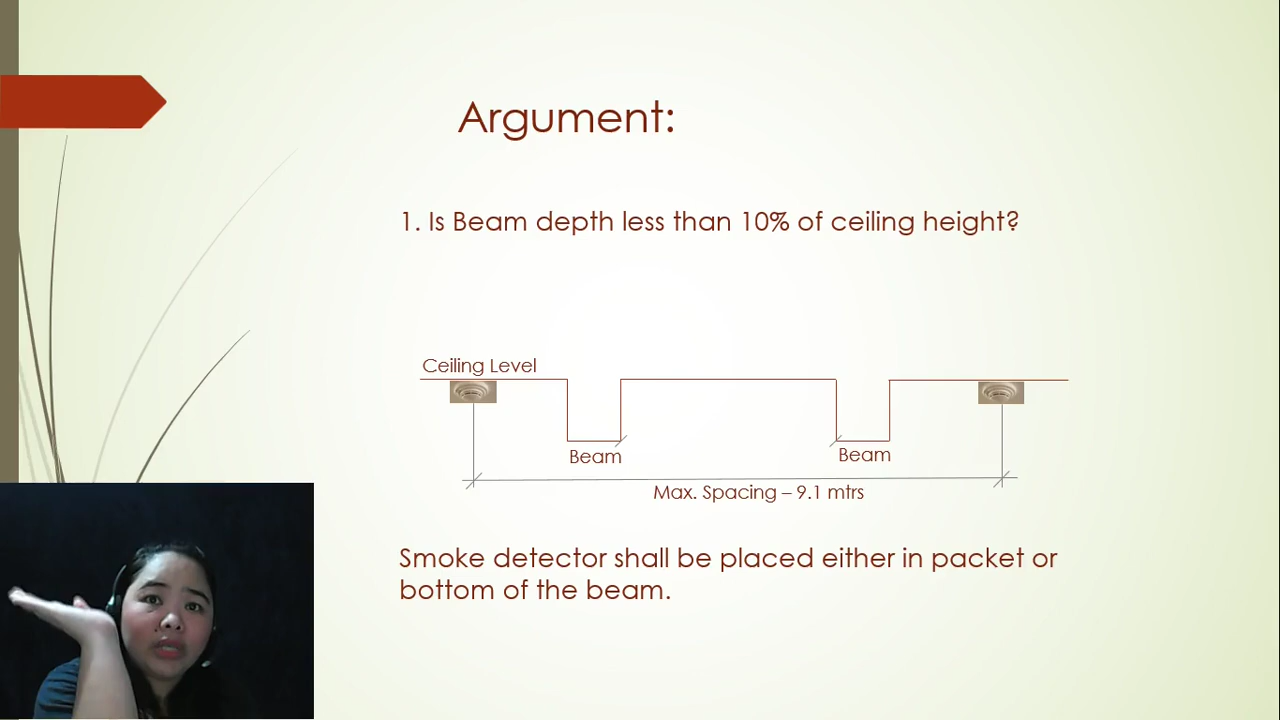 Argument:
1. Is Beam depth less than 10% of ceiling height?
Ceiling Level
Beam
Beam
Max. Spacing – 9.1 mtrs
Smoke detector shall be placed either in packet or
bottom of the beam.